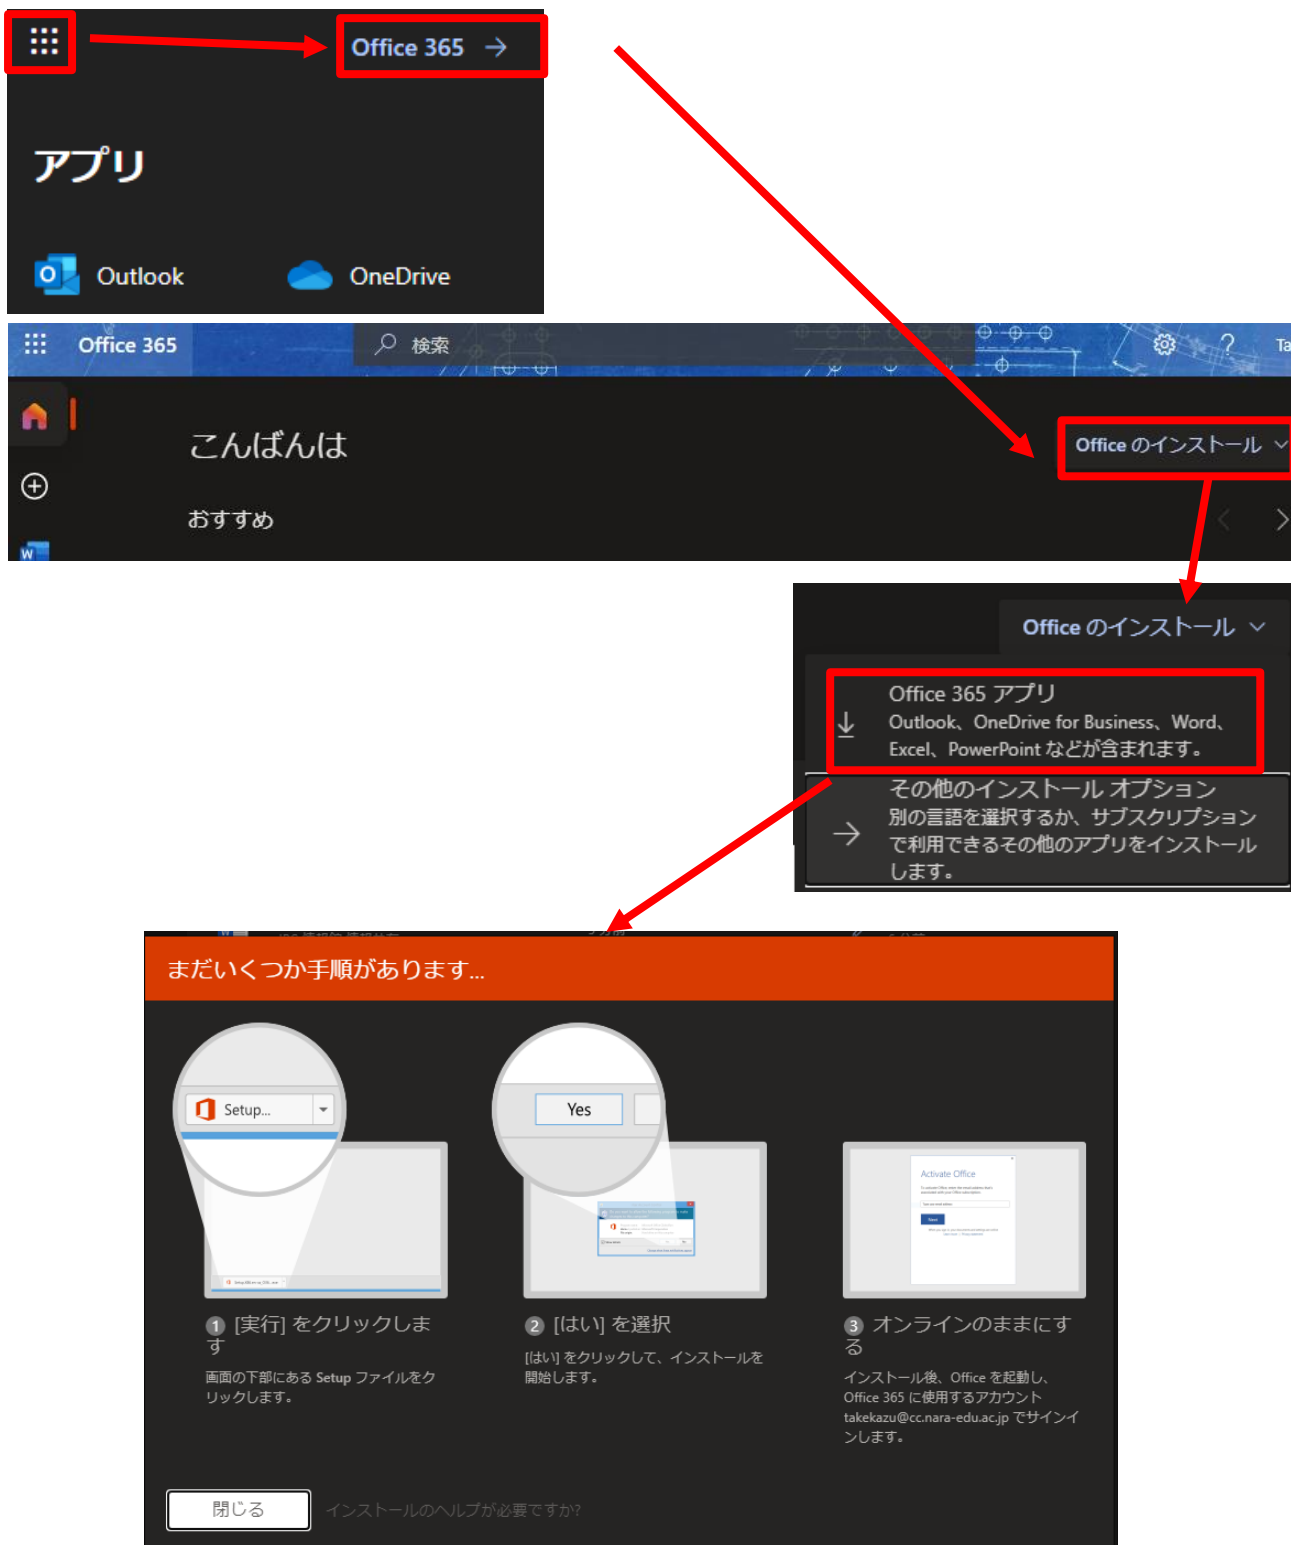 Office 365 →
アプリ
Outlook
OneDrive
Office 365
検索
?
Ta
こんばんは
Office のインストール
おすすめ
W
Office のインストール
Office 365 アプリ
Outlook、OneDrive for Business、Word、
Excel、PowerPoint などが含まれます。
その他のインストール オプション
別の言語を選択するか、サブスクリプション
で利用できるその他のアプリをインストール
します。
まだいくつか手順があります...
Setup...
Yes
Activate Office
1 [実行] をクリックしま
す
画面の下部にある Setup ファイルをク
リックします。
2 [はい] を選択
[はい] をクリックして、インストールを
開始します。
3 オンラインのままにす
る
インストール後、Office を起動し、
Office 365 に使用するアカウント
takekazu@cc.nara-edu.ac.jp でサインイ
ンします。
閉じる
インストールのヘルプが必要ですか?